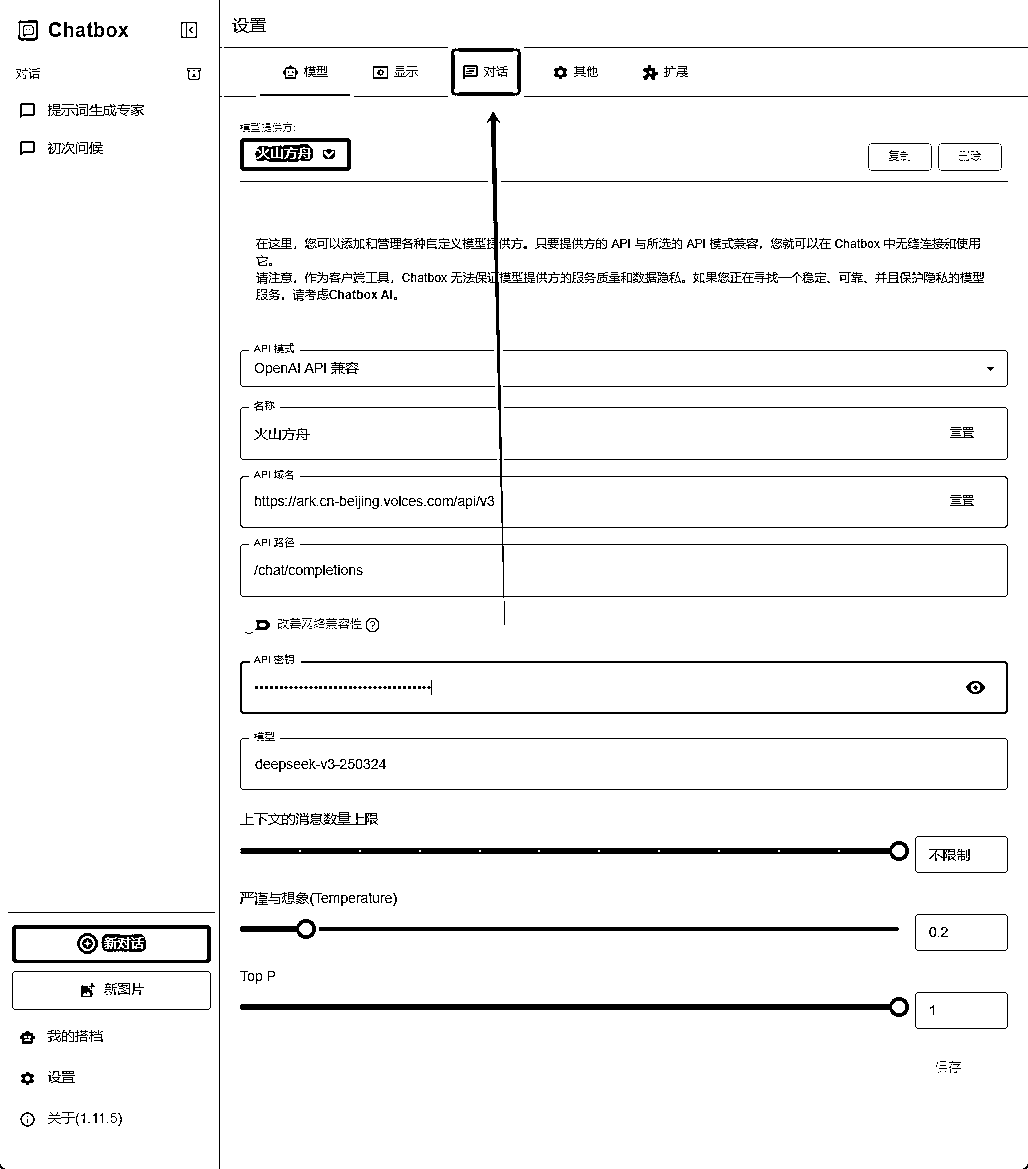 Chatbox
对话
提示词生成专家
初次问候
新对话
新图片
我的搭档
设置
关于(1.11.5)
设置
模型
显示
对话
其他
扩展
模型提供方:
火山方舟
复制
删除
在这里，您可以添加和管理各种自定义模型提供方。只要提供方的 API 与所选的 API 模式兼容，您就可以在 Chatbox 中无缝连接和使用
它。
请注意，作为客户端工具，Chatbox 无法保证模型提供方的服务质量和数据隐私。如果您正在寻找一个稳定、可靠、并且保护隐私的模型
服务，请考虑Chatbox AI。
API 模式
OpenAI API 兼容
名称
火山方舟
重置
API 域名
https://ark.cn-beijing.volces.com/api/v3
重置
API 路径
/chat/completions
改善网络兼容性
API 密钥
模型
deepseek-v3-250324
上下文的消息数量上限
不限制
严谨与想象(Temperature)
0.2
Top P
1
保存